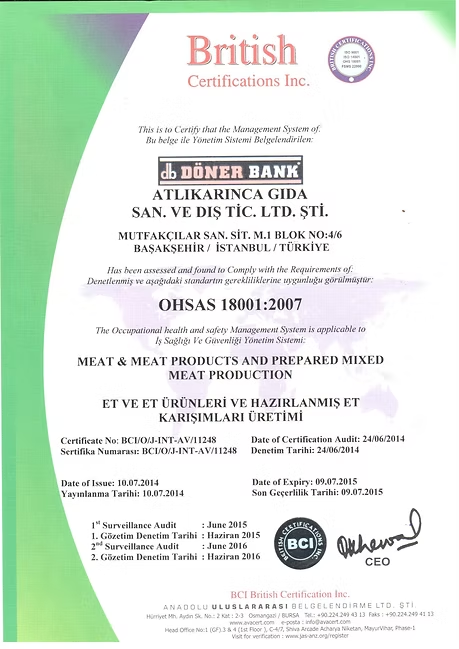 British
Certifications Inc.
BRITISH CERTIFICATIONS INC
ISO 9001
ISO 14001
OHS 18001
FSMS 22000
This is to Certify that the Management System of.
Bu belge ile Yönetim Sistemi Belgelendirilen:
db DÖNER BANK
ATLIKARINCA GIDA
SAN. VE DIŞ TİC. LTD. ŞTİ.
MUTFAKÇILAR SAN. SİT. M.1 BLOK NO:4/6
BAŞAKŞEHİR / İSTANBUL / TÜRKİYE
Has been assessed and found to Comply with the Requirements of:
Denetlenmiş ve aşağıdaki standartın gerekliliklerine uygunluğu görülmüştür:
OHSAS 18001:2007
The Occupational health and safety Management System is applicable to
İş Sağlığı Ve Güvenliği Yönetim Sistemi:
MEAT & MEAT PRODUCTS AND PREPARED MIXED
MEAT PRODUCTION
ET VE ET ÜRÜNLERİ VE HAZIRLANMIŞ ET
KARIŞIMLARI ÜRETİMİ
Certificate No: BCI/O/J-INT-AV/11248 Date of Certification Audit: 24/06/2014
Sertifika Numarası: BCI/O/J-INT-AV/11248 Denetim Tarihi: 24/06/2014
Date of Issue: 10.07.2014 Date of Expiry: 09.07.2015
Yayınlanma Tarihi: 10.07.2014 Son Geçerlilik Tarihi: 09.07.2015
1st Surveillance Audit : June 2015
1. Gözetim Denetim Tarihi : Haziran 2015
2nd Surveillance Audit : June 2016
2. Gözetim Denetim Tarihi : Haziran 2016
BRITISH CERTIFICATIONS INC
BCI
CEO
BCI British Certification Inc.
ANADOLU ULUSLARARASI BELGELENDİRME LTD. ŞTİ.
Hürriyet Mh. Aydın Sk. No.: 2 Kat : 2-3 Osmangazi / BURSA Tel.: +90.224.249 43 13 Faks : +90.224.249 41 13
www.avacert.com e-posta : info@avacert.com
Head Office No:1 (GF).3 & 4 (1st Floor ), C-4/7, Shiva Arcade Acharya Niketan, MayurVihar, Phase-1
Visit for verification : www.jas-anz.org/register